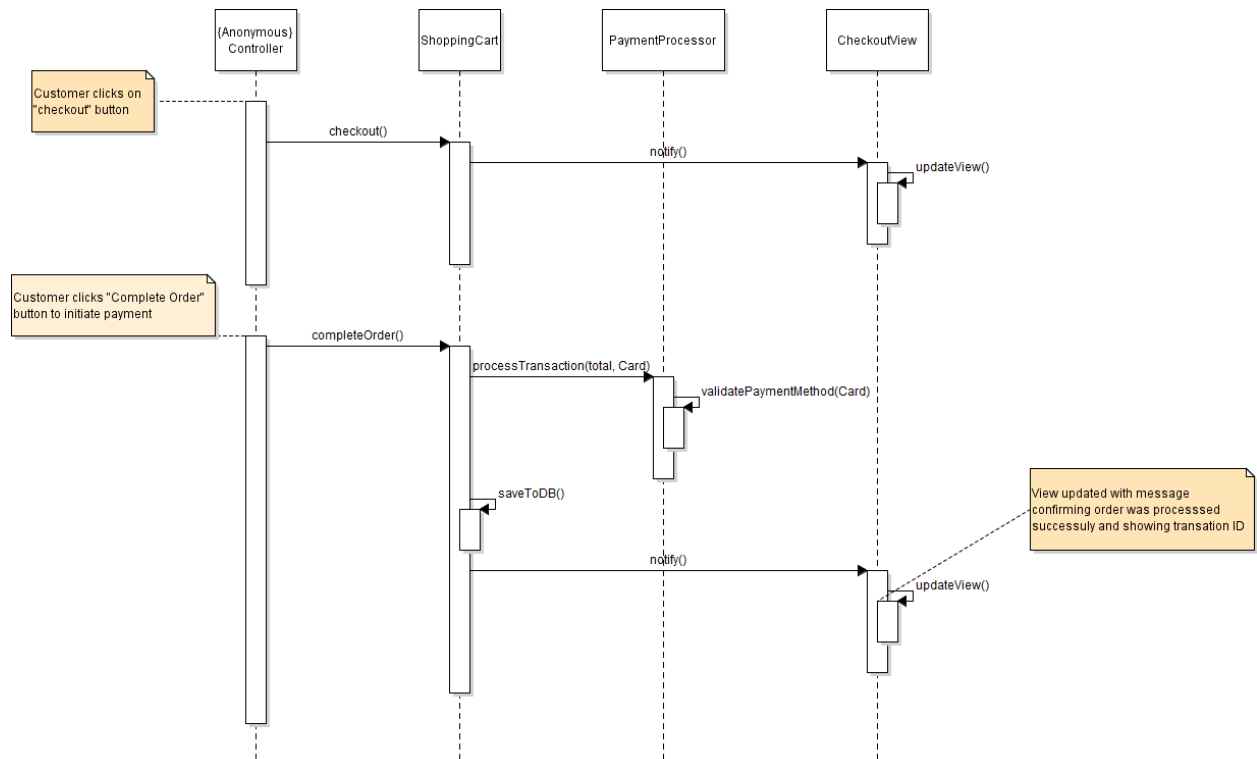 {Anonymous}
Controller
ShoppingCart
PaymentProcessor
CheckoutView
Customer clicks on
"checkout" button
checkout()
notify()
updateView()
Customer clicks "Complete Order"
button to initiate payment
completeOrder()
processTransaction(total, Card)
validatePaymentMethod(Card)
saveToDB()
View updated with message
confirming order was processsed
successuly and showing transation ID
notify()
updateView()